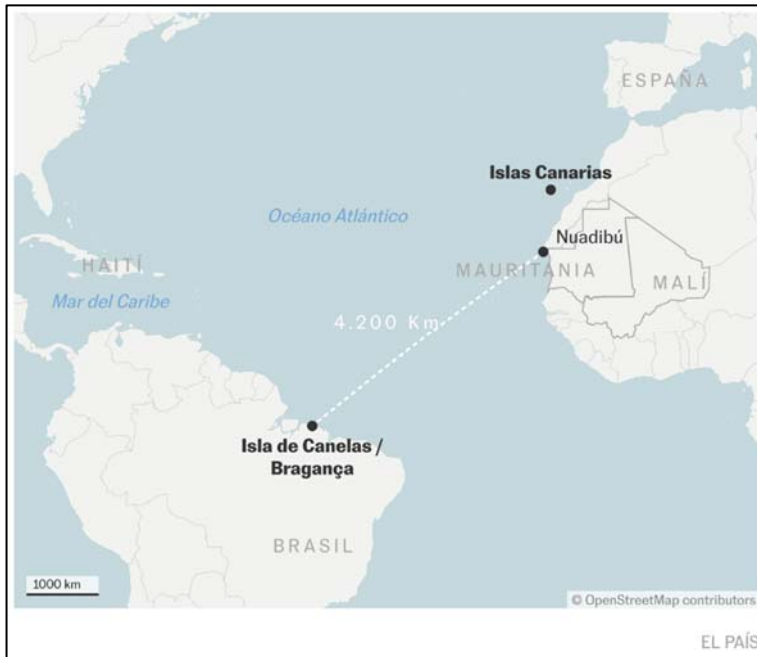 ESPAÑA
Islas Canarias
Océano Atlántico
Nuadibú
HAITÍ
MAURITANIA
MALÍ
Mar del Caribe
4.200 Km
Isla de Canelas /
Bragança
BRASIL
1000 km
© OpenStreetMap contributors
EL PAÍS